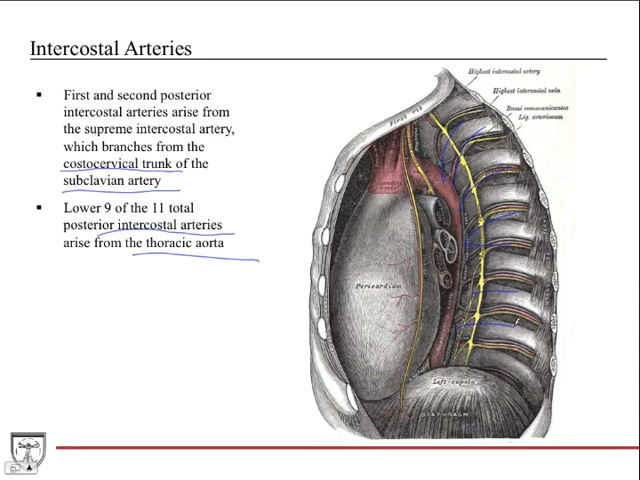 Intercostal Arteries
First and second posterior
intercostal arteries arise from
the supreme intercostal artery,
which branches from the
costocervical trunk of the
subclavian artery
Lower 9 of the 11 total
posterior intercostal arteries
arise from the thoracic aorta
Highest intercostal artery
Highest intercostal vein
Rami communicantes
Lig. arteriosum
First rib
Pericardium
Left cupola
DIAPHRAGM